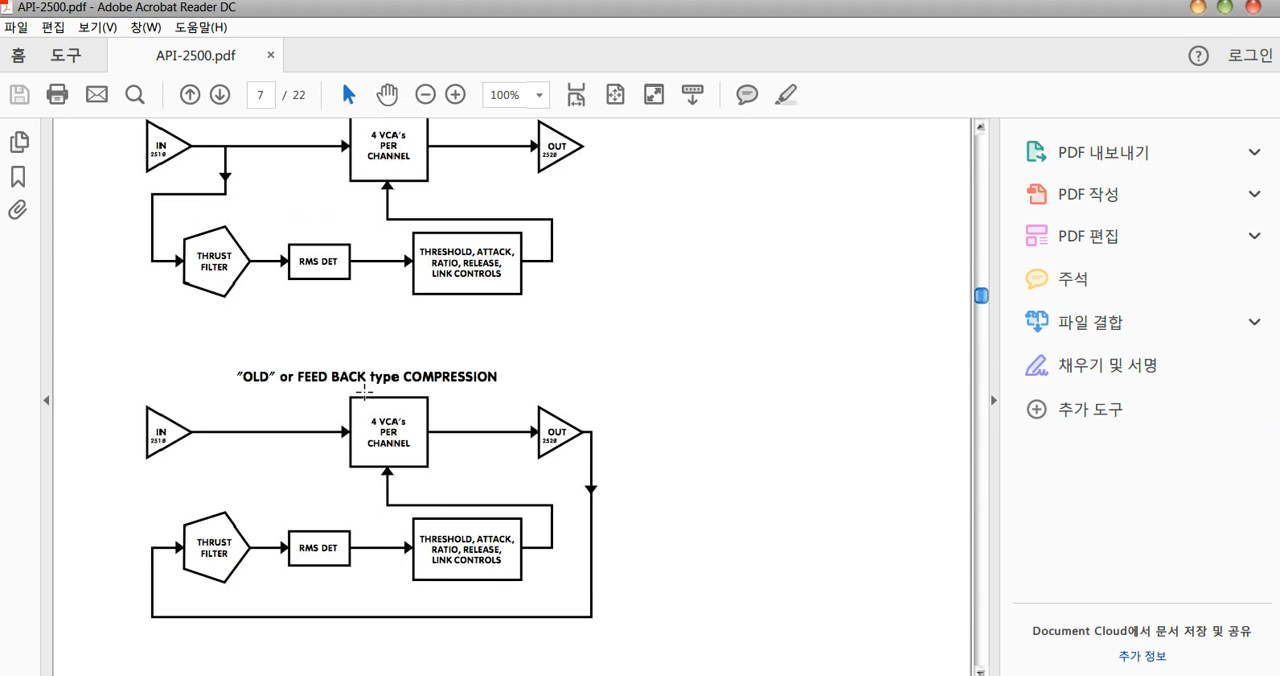 API-2500.pdf - Adobe Acrobat Reader DC
파일 편집 보기(V) 창(W) 도움말(H)
홈 도구 API-2500.pdf × ? 로그인
7 / 22 100%
IN
2510
4 VCA's
PER
CHANNEL
OUT
2520
THRUST
FILTER
RMS DET
THRESHOLD, ATTACK,
RATIO, RELEASE,
LINK CONTROLS
"OLD" or FEED BACK type COMPRESSION
IN
2510
4 VCA's
PER
CHANNEL
OUT
2520
THRUST
FILTER
RMS DET
THRESHOLD, ATTACK,
RATIO, RELEASE,
LINK CONTROLS
PDF 내보내기
PDF 작성
PDF 편집
주석
파일 결합
채우기 및 서명
추가 도구
Document Cloud에서 문서 저장 및 공유
추가 정보